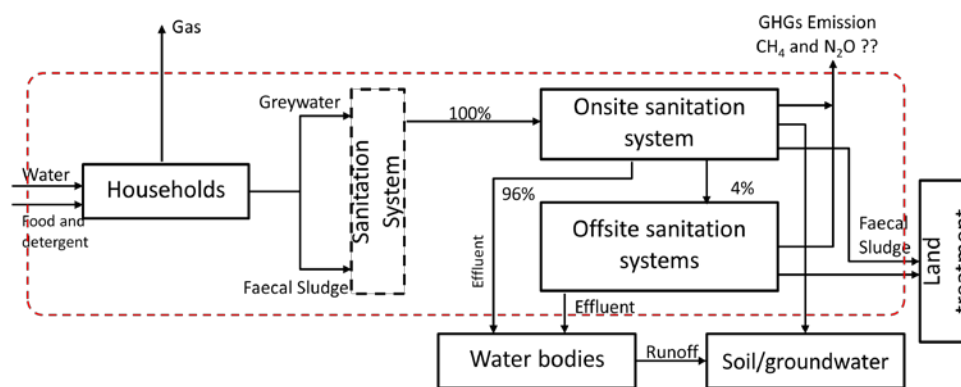 Gas
GHGs Emission
CH₄ and N₂O ??
Greywater
Sanitation
System
100%
Onsite sanitation
system
Water
Households
Food and
detergent
96%
4%
Effluent
Offsite sanitation
systems
Faecal
Sludge
Land
treatment
Faecal Sludge
Effluent
Water bodies
Runoff
Soil/groundwater